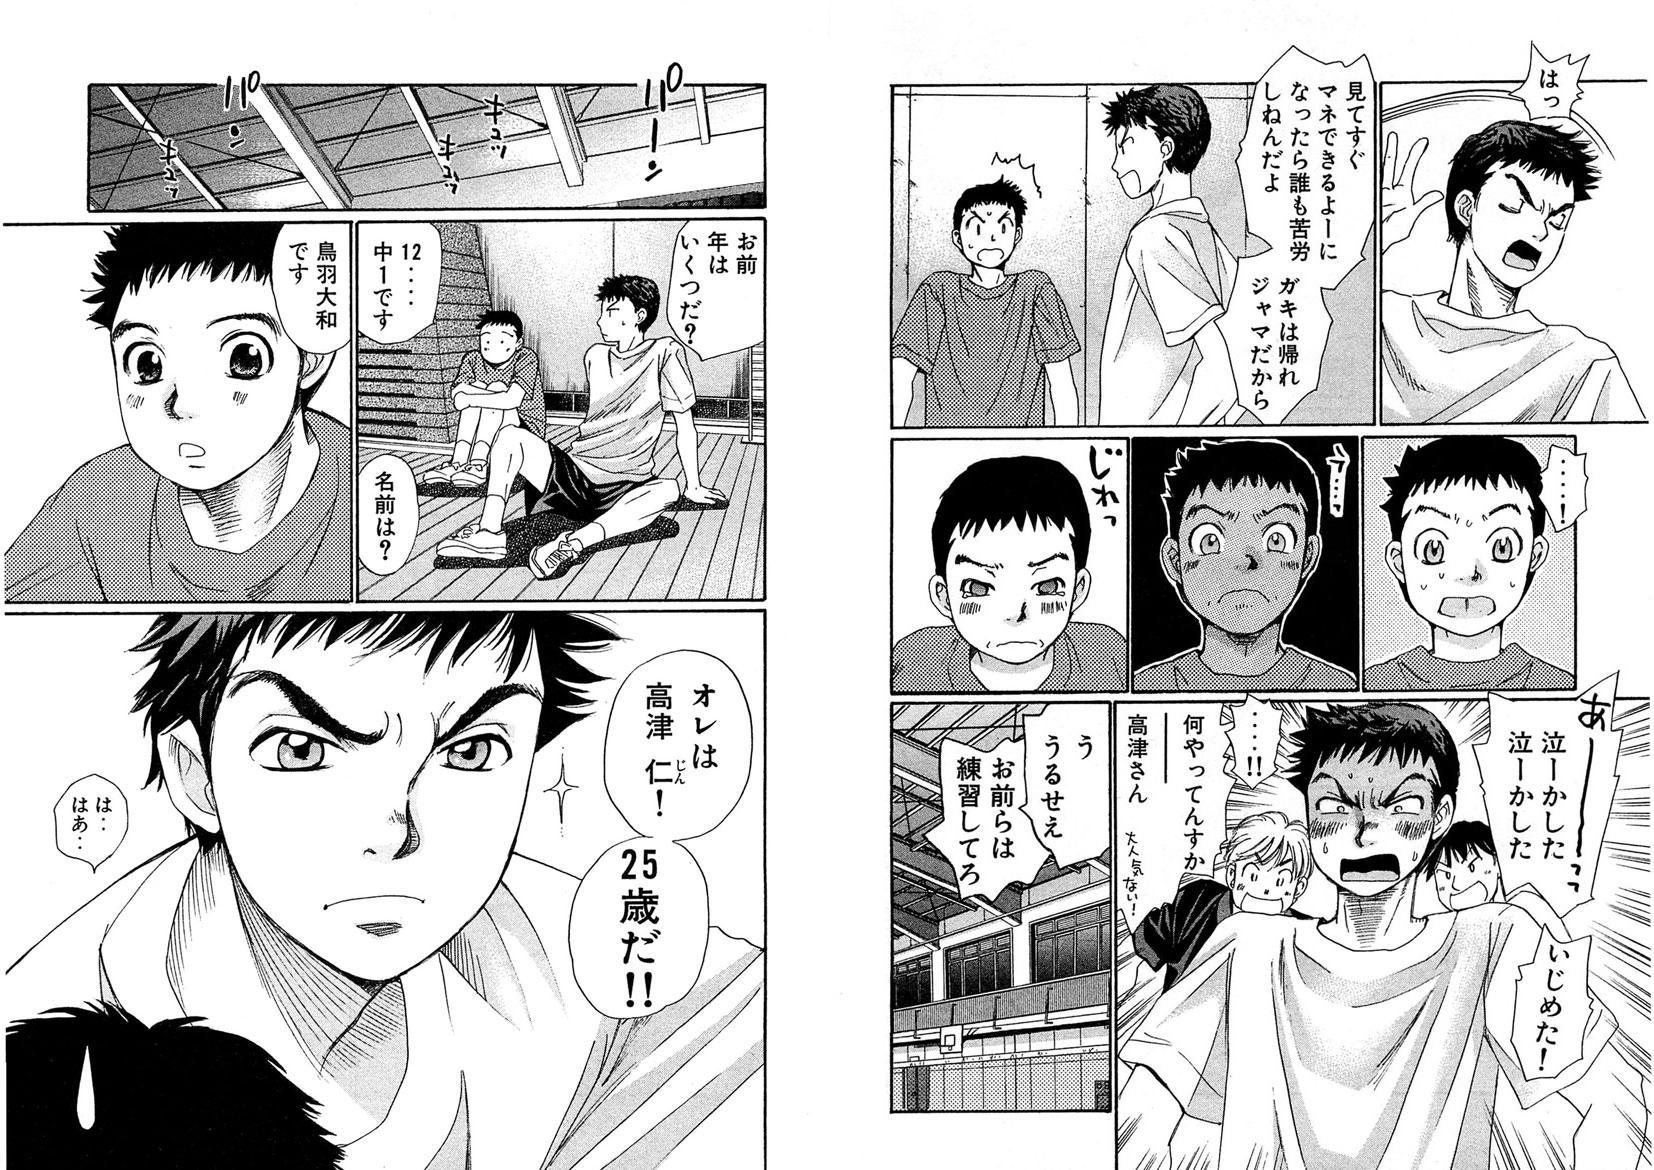 はっ
見てすぐ
マネできるよーに
なったら誰も苦労
しねんだよ
ガキは帰れ
ジャマだから
‥‥!
う‥‥っ
じわっ
あ──っっ
泣ーかした
泣ーかした
いじめた!
‥‥!!
何やってんすか
──高津さん
大人気ない!
う
うるせえ
お前らは
練習してろ
パーン
キュッ
パン
キュッ
お前
年は
いくつだ?
12‥‥
中1です
名前は?
鳥羽大和
です
オレは
高津 仁!
じん
25歳だ!!
は‥
はあ‥